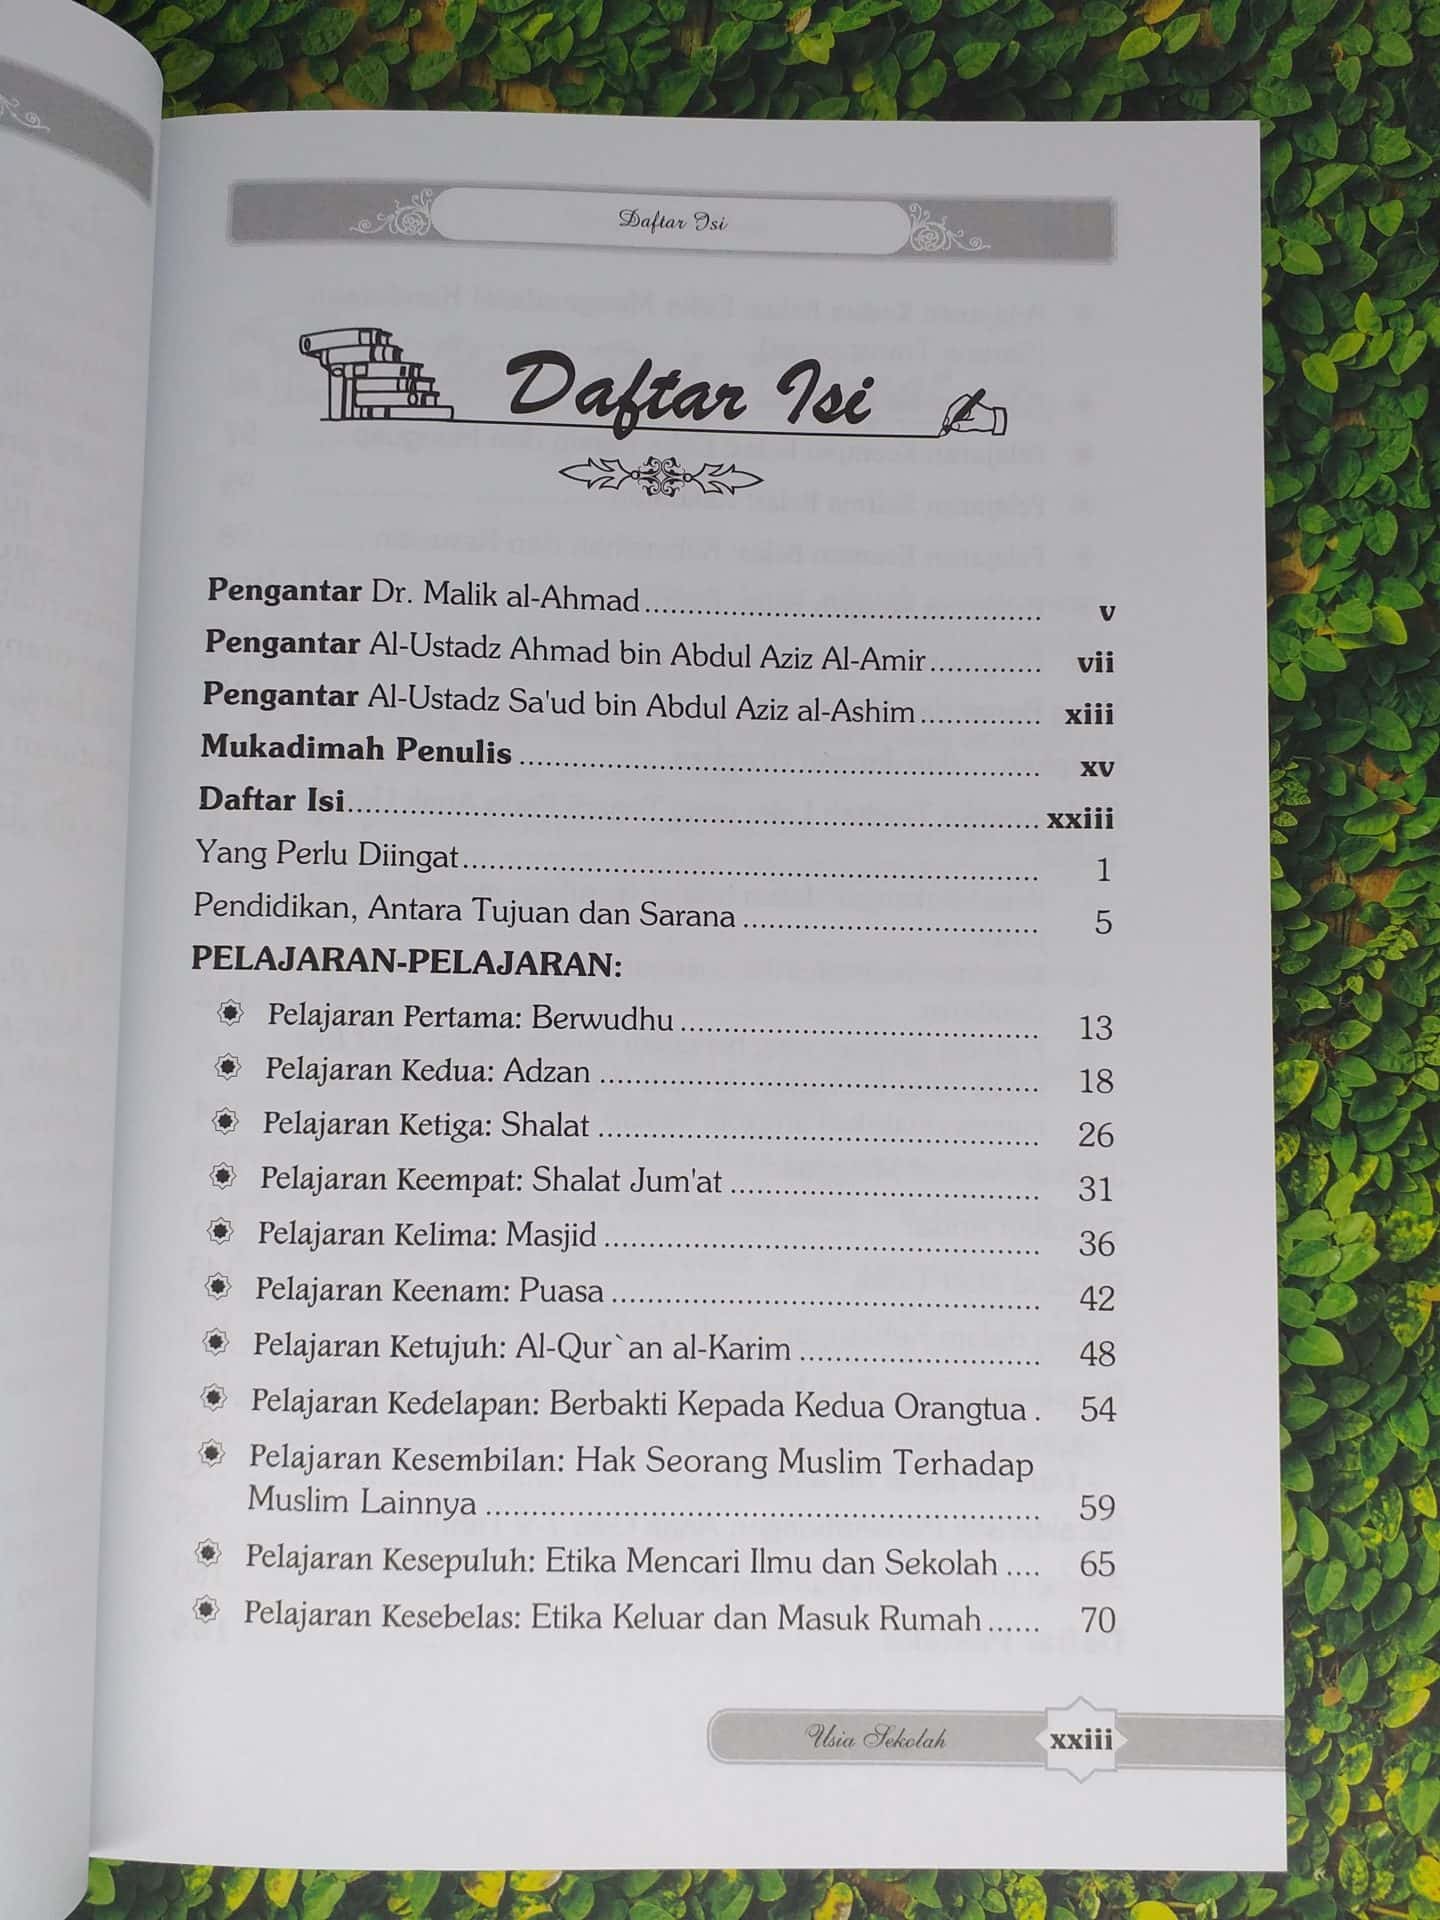 Daftar Isi
Daftar Isi
Pengantar Dr. Malik al-Ahmad............................................ v
Pengantar Al-Ustadz Ahmad bin Abdul Aziz Al-Amir............. vii
Pengantar Al-Ustadz Sa'ud bin Abdul Aziz al-Ashim.............. xiii
Mukadimah Penulis .......................................................... xv
Daftar Isi.............................................................................. xxiii
Yang Perlu Diingat................................................................ 1
Pendidikan, Antara Tujuan dan Sarana ................................. 5
PELAJARAN-PELAJARAN:
Pelajaran Pertama: Berwudhu ........................................ 13
Pelajaran Kedua: Adzan ................................................. 18
Pelajaran Ketiga: Shalat ................................................. 26
Pelajaran Keempat: Shalat Jum'at .................................. 31
Pelajaran Kelima: Masjid ................................................ 36
Pelajaran Keenam: Puasa ............................................... 42
Pelajaran Ketujuh: Al-Qur`an al-Karim ........................... 48
Pelajaran Kedelapan: Berbakti Kepada Kedua Orangtua . 54
Pelajaran Kesembilan: Hak Seorang Muslim Terhadap
Muslim Lainnya .............................................................. 59
Pelajaran Kesepuluh: Etika Mencari Ilmu dan Sekolah .... 65
Pelajaran Kesebelas: Etika Keluar dan Masuk Rumah ...... 70
Usia Sekolah xxiii